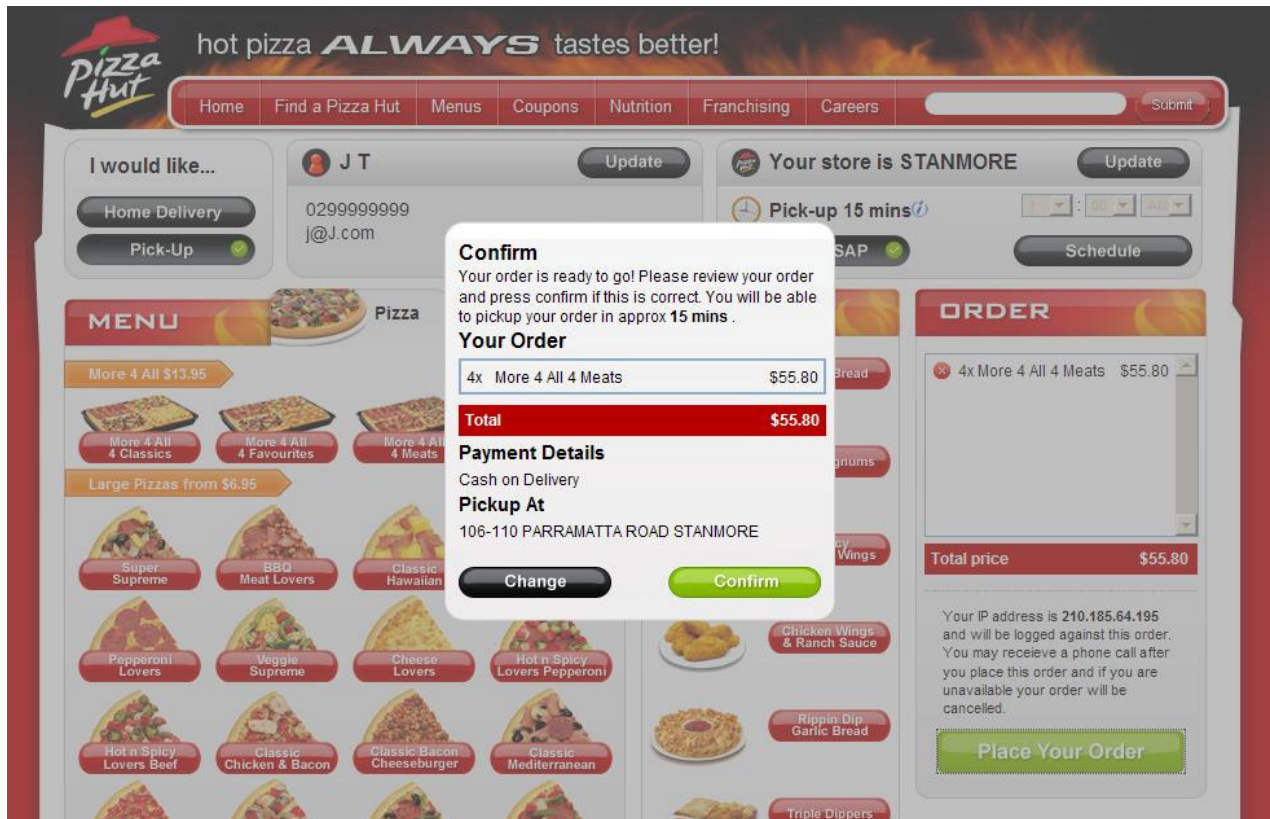 Pizza Hut
hot pizza ALWAYS tastes better!
Home Find a Pizza Hut Menus Coupons Nutrition Franchising Careers Submit
I would like...
Home Delivery
Pick-Up
J T Update
0299999999
j@J.com
Your store is STANMORE Update
Pick-up 15 mins
SAP Schedule
Confirm
Your order is ready to go! Please review your order
and press confirm if this is correct. You will be able
to pickup your order in approx 15 mins .
Your Order
4x More 4 All 4 Meats $55.80
Total $55.80
Payment Details
Cash on Delivery
Pickup At
106-110 PARRAMATTA ROAD STANMORE
Change Confirm
MENU Pizza
More 4 All $13.95
More 4 All
4 Classics
More 4 All
4 Favourites
More 4 All
4 Meats
Large Pizzas from $6.95
Super
Supreme
BBQ
Meat Lovers
Classic
Hawaiian
Pepperoni
Lovers
Veggie
Supreme
Cheese
Lovers
Hot n Spicy
Lovers Pepperoni
Hot n Spicy
Lovers Beef
Classic
Chicken & Bacon
Classic Bacon
Cheeseburger
Classic
Mediterranean
Bread
Wings
Chicken Wings
& Ranch Sauce
Rippin Dip
Garlic Bread
Triple Dippers
ORDER
4x More 4 All 4 Meats $55.80
Total price $55.80
Your IP address is 210.185.64.195
and will be logged against this order.
You may receieve a phone call after
you place this order and if you are
unavailable your order will be
cancelled.
Place Your Order